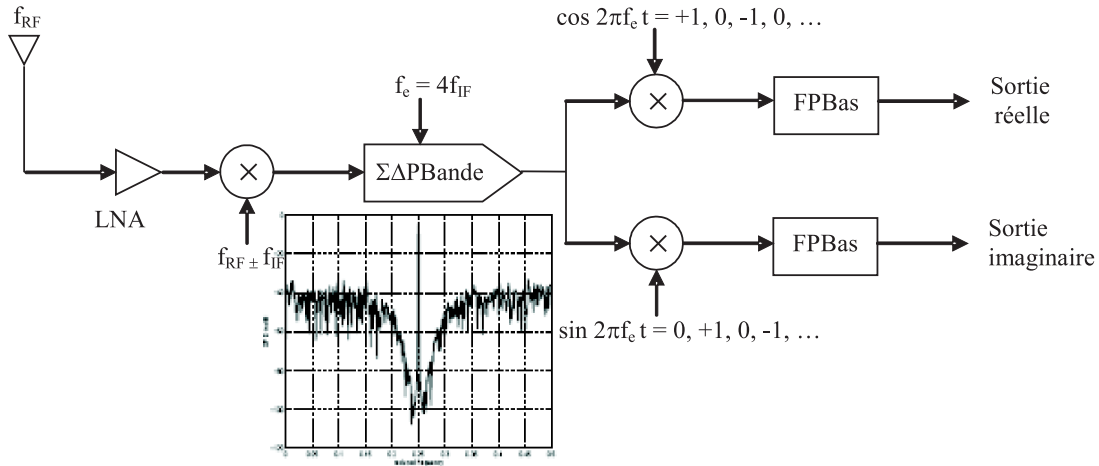 f_RF
cos 2πf_e t = +1, 0, -1, 0, …
f_e = 4f_IF
FPBas
Sortie
réelle
ΣΔPBande
LNA
f_RF ± f_IF
FPBas
Sortie
imaginaire
sin 2πf_e t = 0, +1, 0, -1, …